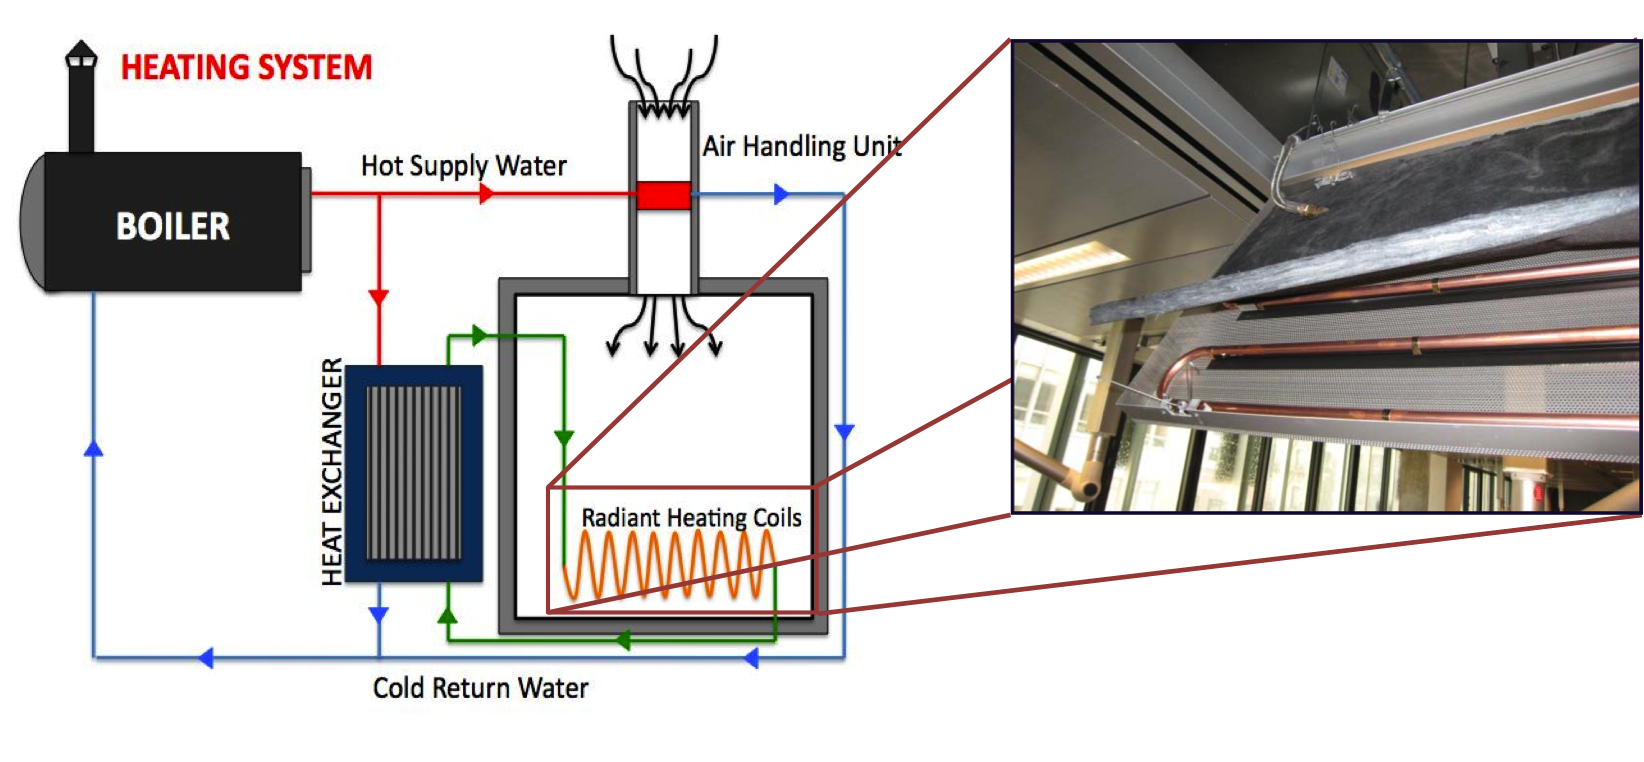 HEATING SYSTEM
Hot Supply Water
Air Handling Unit
BOILER
HEAT EXCHANGER
Radiant Heating Coils
Cold Return Water